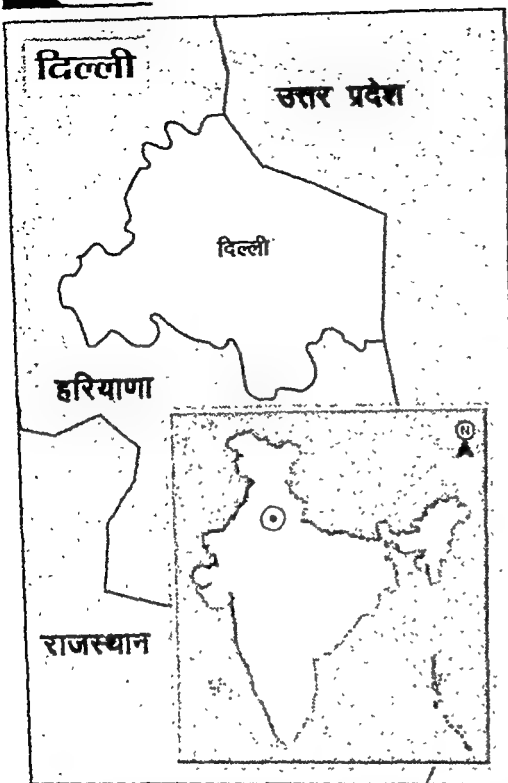 दिल्ली
उत्तर प्रदेश
दिल्ली
हरियाणा
N
राजस्थान